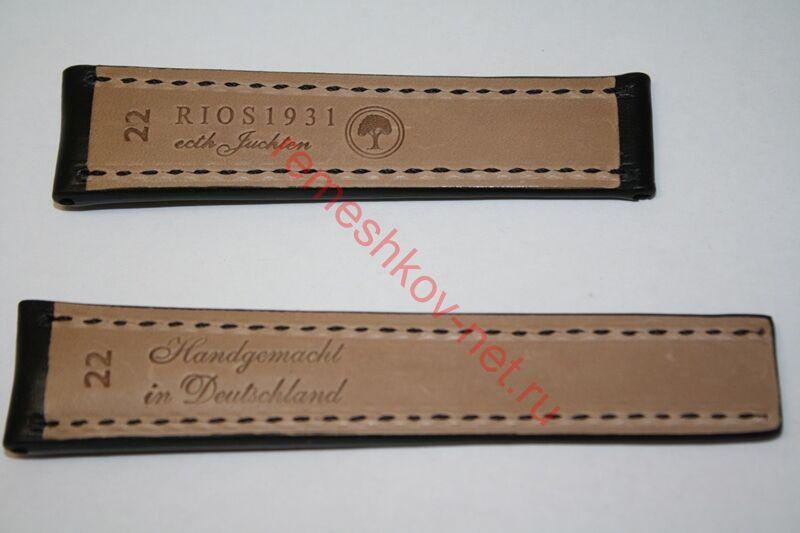 22
RIOS1931
echt Juchten
22
Handgemacht
in Deutschland
remeshkov-net.ru